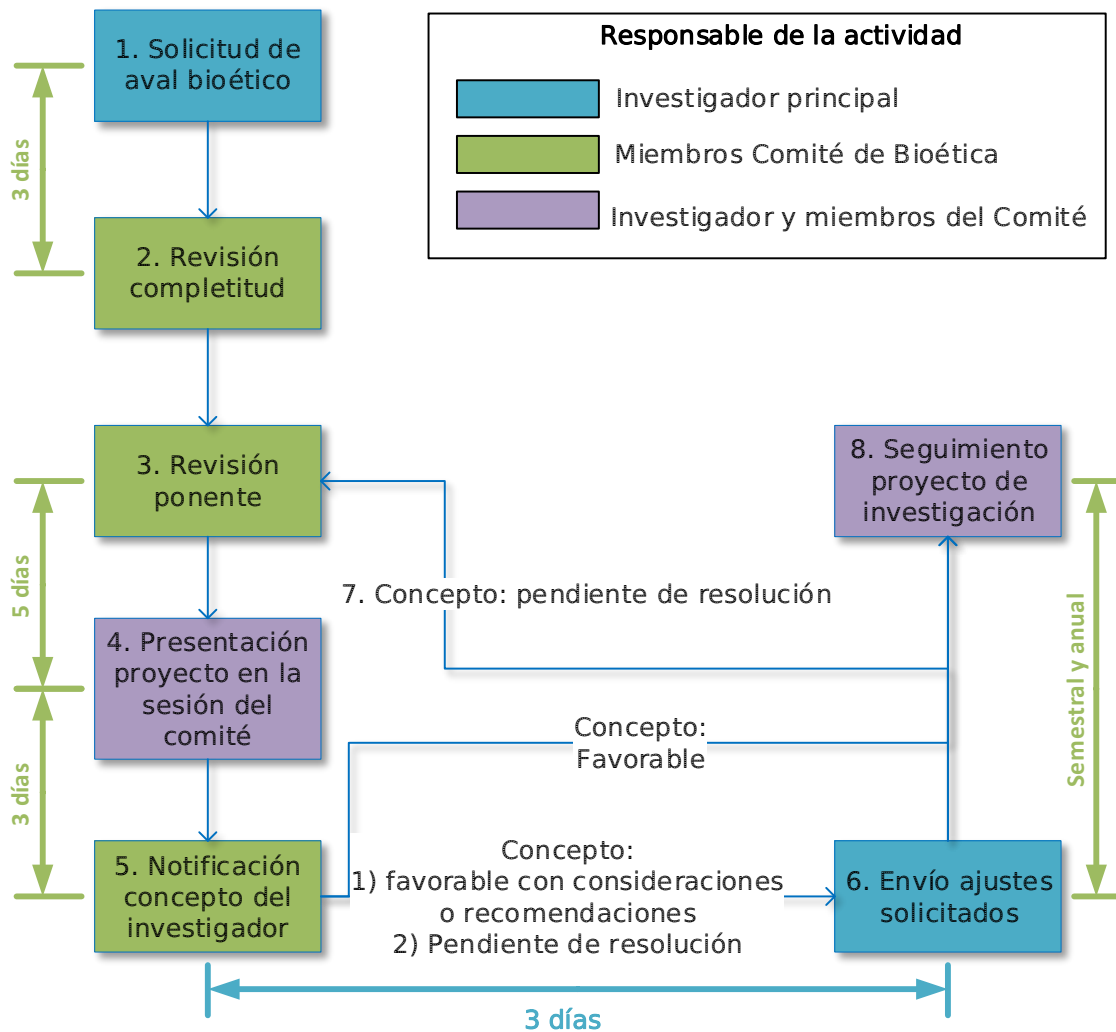 1. Solicitud de
aval bioético
Responsable de la actividad
Investigador principal
Miembros Comité de Bioética
Investigador y miembros del Comité
3 días
2. Revisión
completitud
3. Revisión
ponente
8. Seguimiento
proyecto de
investigación
5 días
7. Concepto: pendiente de resolución
4. Presentación
proyecto en la
sesión del
comité
Semestral y anual
Concepto:
Favorable
3 días
5. Notificación
concepto del
investigador
Concepto:
1) favorable con consideraciones
o recomendaciones
2) Pendiente de resolución
6. Envío ajustes
solicitados
3 días